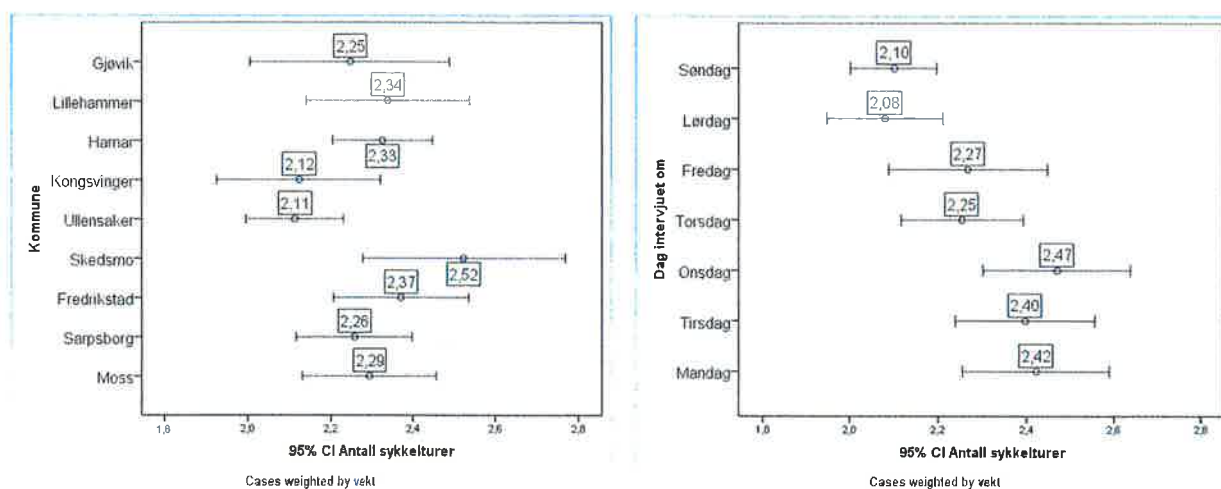 Kommune
Gjøvik
2,25
Lillehammer
2,34
Hamar
2,33
Kongsvinger
2,12
Ullensaker
2,11
Skedsmo
2,52
Fredrikstad
2,37
Sarpsborg
2,26
Moss
2,29
1,8 2,0 2,2 2,4 2,6 2,8
95% CI Antall sykkelturer
Cases weighted by vekt
Dag intervjuet om
Søndag
2,10
Lørdag
2,08
Fredag
2,27
Torsdag
2,25
Onsdag
2,47
Tirsdag
2,40
Mandag
2,42
1,8 2,0 2,2 2,4 2,6 2,8
95% CI Antall sykkelturer
Cases weighted by vekt